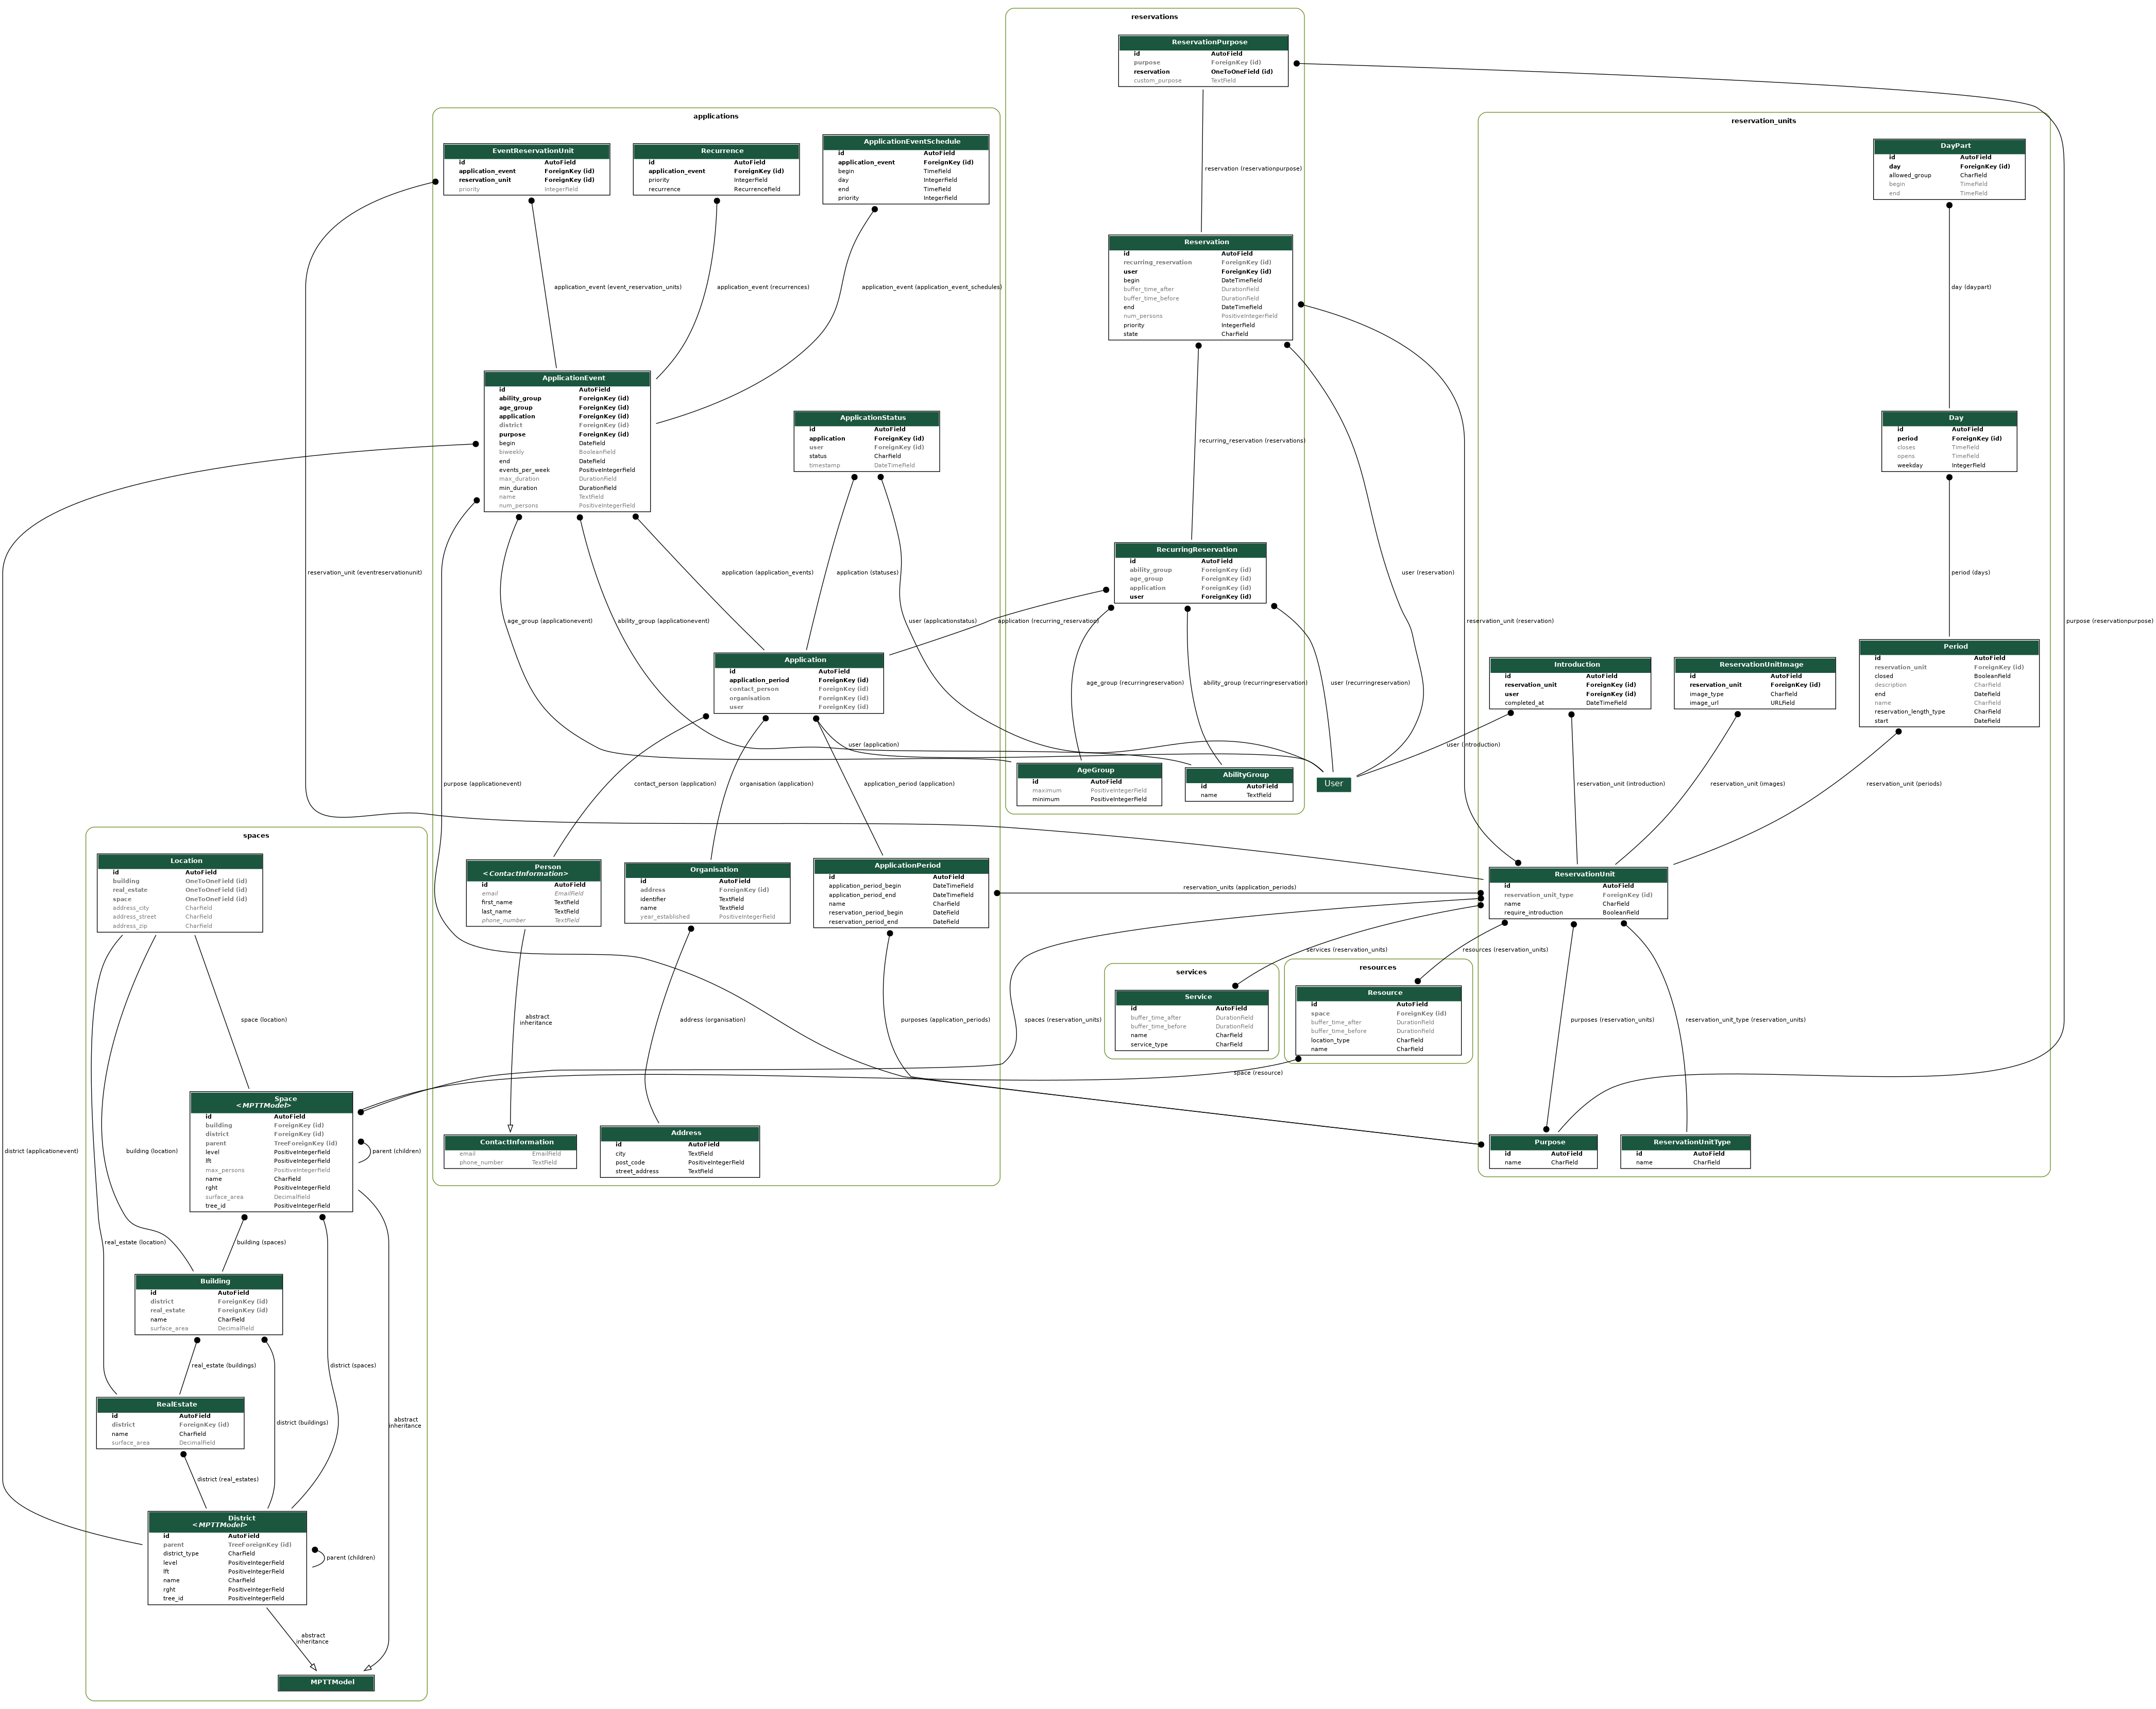 reservations
ReservationPurpose
id AutoField
purpose ForeignKey (id)
reservation OneToOneField (id)
custom_purpose TextField
applications
reservation_units
EventReservationUnit
id AutoField
application_event ForeignKey (id)
reservation_unit ForeignKey (id)
priority IntegerField
Recurrence
id AutoField
application_event ForeignKey (id)
priority IntegerField
recurrence RecurrenceField
ApplicationEventSchedule
id AutoField
application_event ForeignKey (id)
begin TimeField
day IntegerField
end TimeField
priority IntegerField
DayPart
id AutoField
day ForeignKey (id)
allowed_group CharField
begin TimeField
end TimeField
reservation (reservationpurpose)
Reservation
id AutoField
recurring_reservation ForeignKey (id)
user ForeignKey (id)
begin DateTimeField
buffer_time_after DurationField
buffer_time_before DurationField
end DateTimeField
num_persons PositiveIntegerField
priority IntegerField
state CharField
application_event (event_reservation_units)
application_event (recurrences)
application_event (application_event_schedules)
day (daypart)
ApplicationEvent
id AutoField
ability_group ForeignKey (id)
age_group ForeignKey (id)
application ForeignKey (id)
district ForeignKey (id)
purpose ForeignKey (id)
begin DateField
biweekly BooleanField
end DateField
events_per_week PositiveIntegerField
max_duration DurationField
min_duration DurationField
name TextField
num_persons PositiveIntegerField
ApplicationStatus
id AutoField
application ForeignKey (id)
user ForeignKey (id)
status CharField
timestamp DateTimeField
recurring_reservation (reservations)
Day
id AutoField
period ForeignKey (id)
closes TimeField
opens TimeField
weekday IntegerField
RecurringReservation
id AutoField
ability_group ForeignKey (id)
age_group ForeignKey (id)
application ForeignKey (id)
user ForeignKey (id)
reservation_unit (eventreservationunit)
application (application_events)
application (statuses)
user (reservation)
period (days)
age_group (applicationevent)
ability_group (applicationevent)
user (applicationstatus)
application (recurring_reservation)
reservation_unit (reservation)
purpose (reservationpurpose)
Application
id AutoField
application_period ForeignKey (id)
contact_person ForeignKey (id)
organisation ForeignKey (id)
user ForeignKey (id)
age_group (recurringreservation)
ability_group (recurringreservation)
user (recurringreservation)
Introduction
id AutoField
reservation_unit ForeignKey (id)
user ForeignKey (id)
completed_at DateTimeField
ReservationUnitImage
id AutoField
reservation_unit ForeignKey (id)
image_type CharField
image_url URLField
Period
id AutoField
reservation_unit ForeignKey (id)
closed BooleanField
description CharField
end DateField
name CharField
reservation_length_type CharField
start DateField
user (application)
user (introduction)
AgeGroup
id AutoField
maximum PositiveIntegerField
minimum PositiveIntegerField
AbilityGroup
id AutoField
name TextField
User
purpose (applicationevent)
contact_person (application)
organisation (application)
application_period (application)
reservation_unit (introduction)
reservation_unit (images)
reservation_unit (periods)
spaces
Location
id AutoField
building OneToOneField (id)
real_estate OneToOneField (id)
space OneToOneField (id)
address_city CharField
address_street CharField
address_zip CharField
Person
<ContactInformation>
id AutoField
email EmailField
first_name TextField
last_name TextField
phone_number TextField
Organisation
id AutoField
address ForeignKey (id)
identifier TextField
name TextField
year_established PositiveIntegerField
ApplicationPeriod
id AutoField
application_period_begin DateTimeField
application_period_end DateTimeField
name CharField
reservation_period_begin DateField
reservation_period_end DateField
reservation_units (application_periods)
ReservationUnit
id AutoField
reservation_unit_type ForeignKey (id)
name CharField
require_introduction BooleanField
services (reservation_units)
resources (reservation_units)
services
Service
id AutoField
buffer_time_after DurationField
buffer_time_before DurationField
name CharField
service_type CharField
resources
Resource
id AutoField
space ForeignKey (id)
buffer_time_after DurationField
buffer_time_before DurationField
location_type CharField
name CharField
space (location)
abstract
inheritance
address (organisation)
purposes (application_periods)
spaces (reservation_units)
purposes (reservation_units)
reservation_unit_type (reservation_units)
space (resource)
Space
<MPTTModel>
id AutoField
building ForeignKey (id)
district ForeignKey (id)
parent TreeForeignKey (id)
level PositiveIntegerField
lft PositiveIntegerField
max_persons PositiveIntegerField
name CharField
rght PositiveIntegerField
surface_area DecimalField
tree_id PositiveIntegerField
parent (children)
district (applicationevent)
building (location)
ContactInformation
email EmailField
phone_number TextField
Address
id AutoField
city TextField
post_code PositiveIntegerField
street_address TextField
Purpose
id AutoField
name CharField
ReservationUnitType
id AutoField
name CharField
real_estate (location)
building (spaces)
Building
id AutoField
district ForeignKey (id)
real_estate ForeignKey (id)
name CharField
surface_area DecimalField
real_estate (buildings)
district (spaces)
RealEstate
id AutoField
district ForeignKey (id)
name CharField
surface_area DecimalField
district (buildings)
abstract
inheritance
district (real_estates)
District
<MPTTModel>
id AutoField
parent TreeForeignKey (id)
district_type CharField
level PositiveIntegerField
lft PositiveIntegerField
name CharField
rght PositiveIntegerField
tree_id PositiveIntegerField
parent (children)
abstract
inheritance
MPTTModel